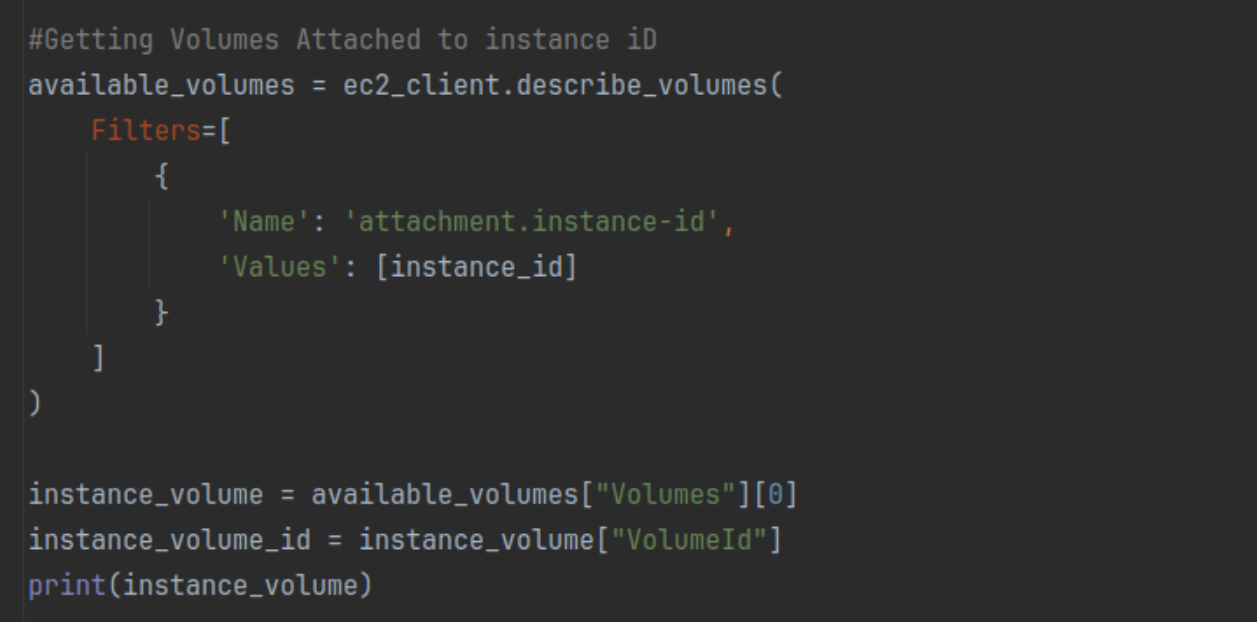 #Getting Volumes Attached to instance iD
available_volumes = ec2_client.describe_volumes(
    Filters=[
        {
            'Name': 'attachment.instance-id',
            'Values': [instance_id]
        }
    ]
)

instance_volume = available_volumes["Volumes"][0]
instance_volume_id = instance_volume["VolumeId"]
print(instance_volume)